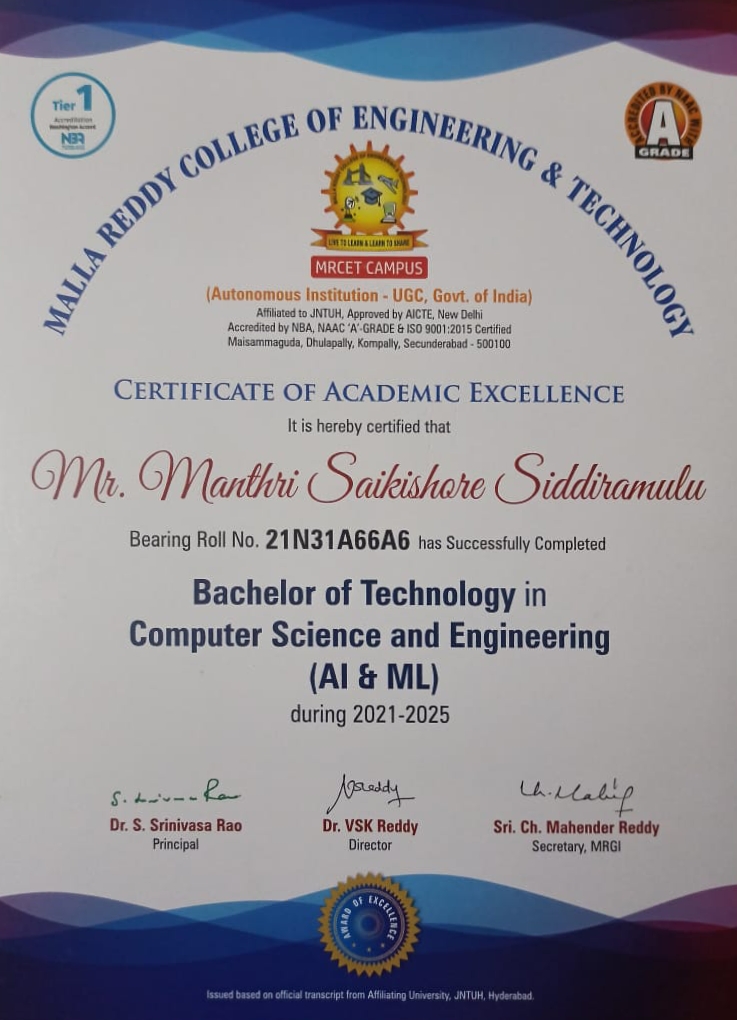 Tier 1
Accreditation
Washington Accord
NBA
ACCREDITED BY NAAC WITH
A
GRADE
MALLA REDDY COLLEGE OF ENGINEERING & TECHNOLOGY
LIVE TO LEARN & LEARN TO SHARE
MRCET CAMPUS
(Autonomous Institution - UGC, Govt. of India)
Affiliated to JNTUH, Approved by AICTE, New Delhi
Accredited by NBA, NAAC 'A'-GRADE & ISO 9001:2015 Certified
Maisammaguda, Dhulapally, Kompally, Secunderabad - 500100
CERTIFICATE OF ACADEMIC EXCELLENCE
It is hereby certified that
Mr. Manthri Saikishore Siddiramulu
Bearing Roll No. 21N31A66A6 has Successfully Completed
Bachelor of Technology in
Computer Science and Engineering
(AI & ML)
during 2021-2025
Dr. S. Srinivasa Rao
Principal
Dr. VSK Reddy
Director
Sri. Ch. Mahender Reddy
Secretary, MRGI
AWARD OF EXCELLENCE
Issued based on official transcript from Affiliating University, JNTUH, Hyderabad.